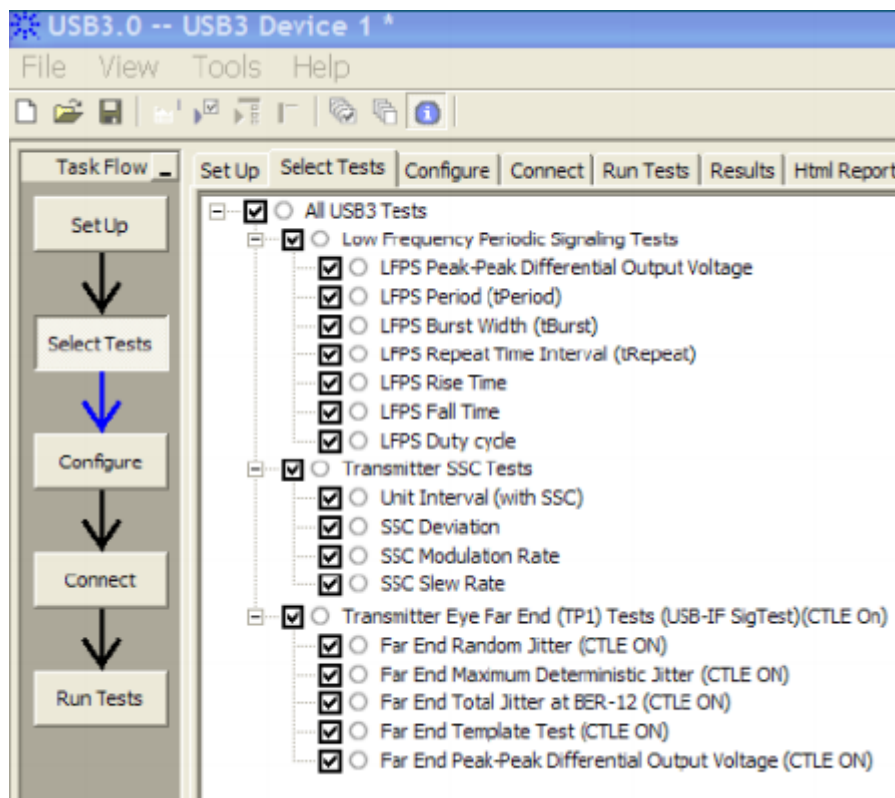 USB3.0 -- USB3 Device 1 *
File View Tools Help
Task Flow
Set Up
Select Tests
Configure
Connect
Run Tests
Set Up Select Tests Configure Connect Run Tests Results Html Report
All USB3 Tests
Low Frequency Periodic Signaling Tests
LFPS Peak-Peak Differential Output Voltage
LFPS Period (tPeriod)
LFPS Burst Width (tBurst)
LFPS Repeat Time Interval (tRepeat)
LFPS Rise Time
LFPS Fall Time
LFPS Duty cycle
Transmitter SSC Tests
Unit Interval (with SSC)
SSC Deviation
SSC Modulation Rate
SSC Slew Rate
Transmitter Eye Far End (TP1) Tests (USB-IF SigTest)(CTLE On)
Far End Random Jitter (CTLE ON)
Far End Maximum Deterministic Jitter (CTLE ON)
Far End Total Jitter at BER-12 (CTLE ON)
Far End Template Test (CTLE ON)
Far End Peak-Peak Differential Output Voltage (CTLE ON)